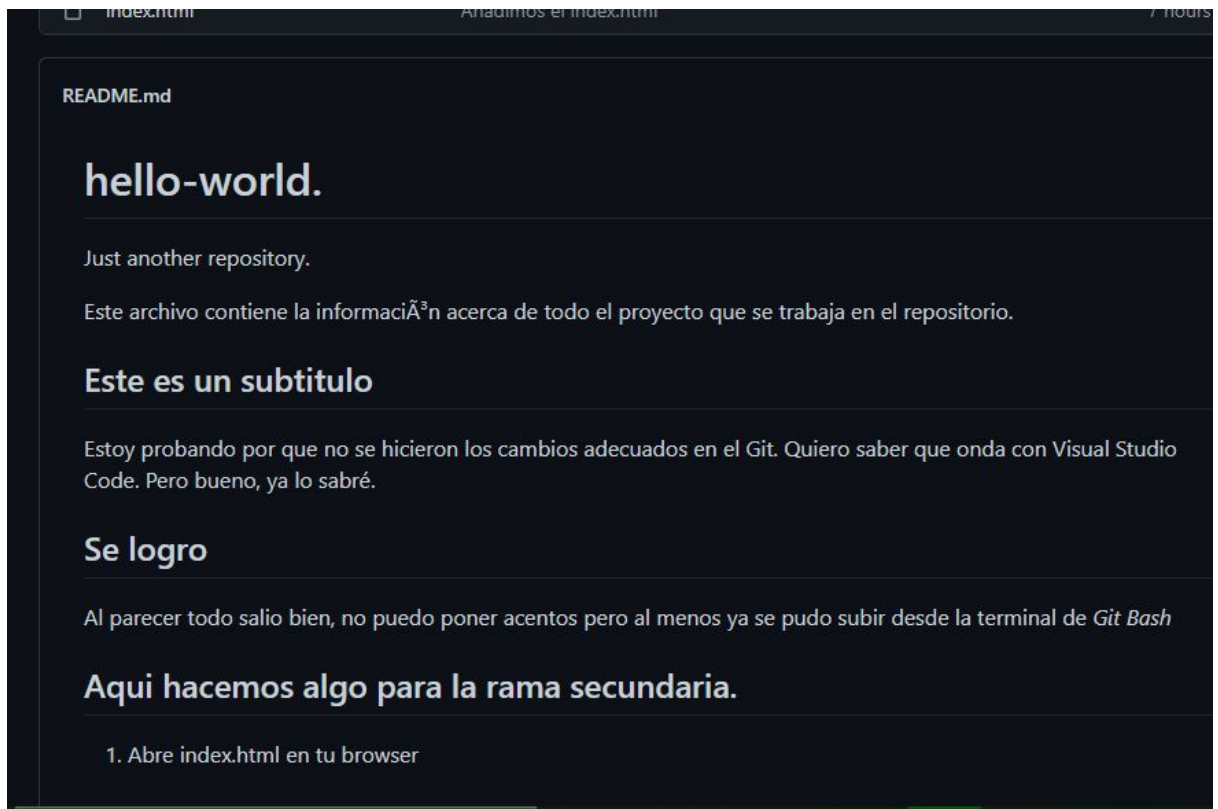 index.html Añadimos el index.html 7 hours
README.md
hello-world.
Just another repository.
Este archivo contiene la informaciÃ³n acerca de todo el proyecto que se trabaja en el repositorio.
Este es un subtitulo
Estoy probando por que no se hicieron los cambios adecuados en el Git. Quiero saber que onda con Visual Studio
Code. Pero bueno, ya lo sabré.
Se logro
Al parecer todo salio bien, no puedo poner acentos pero al menos ya se pudo subir desde la terminal de Git Bash
Aqui hacemos algo para la rama secundaria.
1. Abre index.html en tu browser